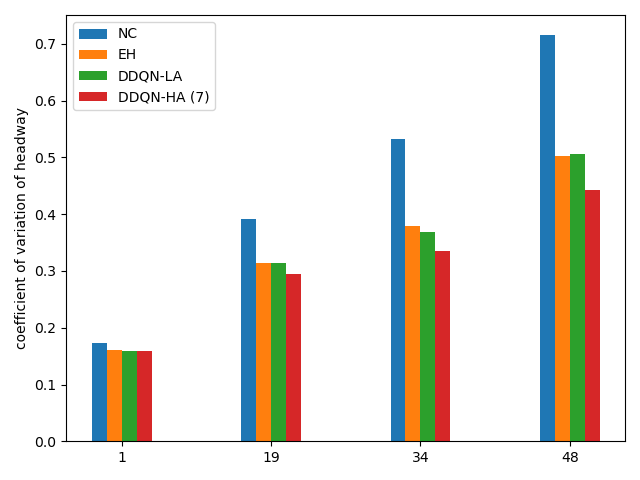 NC
EH
DDQN-LA
DDQN-HA (7)
coefficient of variation of headway
0.7
0.6
0.5
0.4
0.3
0.2
0.1
0.0
1 19 34 48